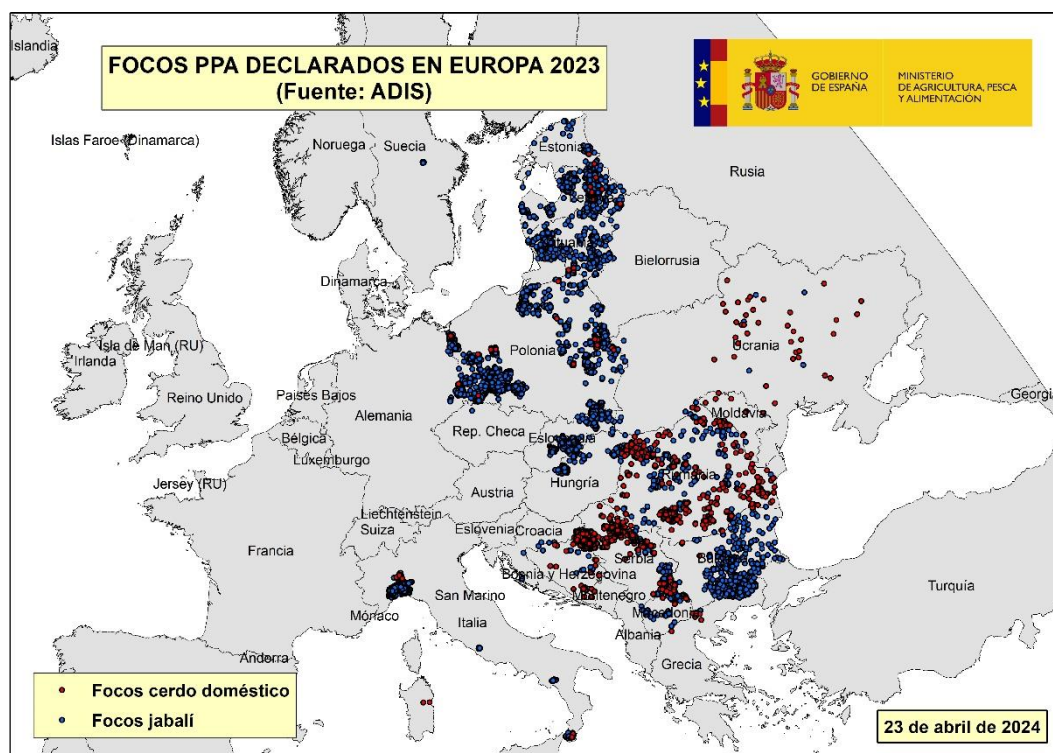 Islandia
FOCOS PPA DECLARADOS EN EUROPA 2023
(Fuente: ADIS)
GOBIERNO
DE ESPAÑA
MINISTERIO
DE AGRICULTURA, PESCA
Y ALIMENTACIÓN
Islas Faroe (Dinamarca)
Noruega
Suecia
Estonia
Rusia
Letonia
Lituania
Bielorrusia
Dinamarca
Isla de Man (RU)
Irlanda
Polonia
Ucrania
Reino Unido
Países Bajos
Alemania
Georgia
Bélgica
Rep. Checa
Moldavia
Luxemburgo
Eslovaquia
Jersey (RU)
Austria
Hungría
Rumania
Liechtenstein
Suiza
Eslovenia
Croacia
Francia
Serbia
Bosnia y Herzegovina
San Marino
Montenegro
Turquía
Mónaco
Macedonia
Italia
Albania
Andorra
Grecia
Focos cerdo doméstico
Focos jabalí
23 de abril de 2024